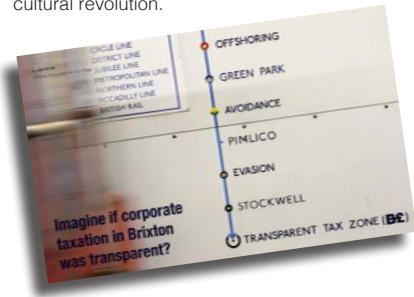 cultural revolution.
CIRCLE LINE
DISTRICT LINE
JUBILEE LINE
METROPOLITAN LINE
NORTHERN LINE
PICCADILLY LINE
BRITISH RAIL
OFFSHORING
GREEN PARK
AVOIDANCE
PIMLICO
EVASION
STOCKWELL
TRANSPARENT TAX ZONE (B£)
Imagine if corporate
taxation in Brixton
was transparent?